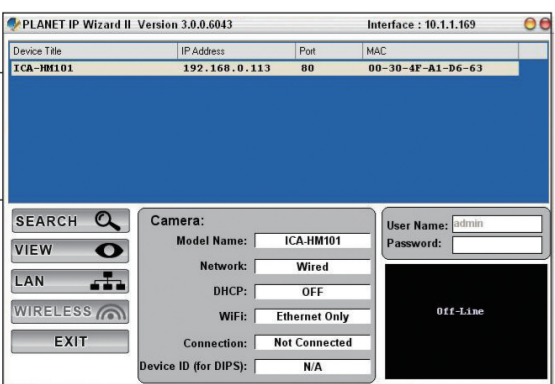 PLANET IP Wizard II Version 3.0.0.6043 Interface : 10.1.1.169
Device Title IP Address Port MAC
ICA-HM101 192.168.0.113 80 00-30-4F-A1-D6-63
SEARCH
VIEW
LAN
WIRELESS
EXIT
Camera:
Model Name: ICA-HM101
Network: Wired
DHCP: OFF
WiFi: Ethernet Only
Connection: Not Connected
Device ID (for DIPS): N/A
User Name: admin
Password:
Off-Line